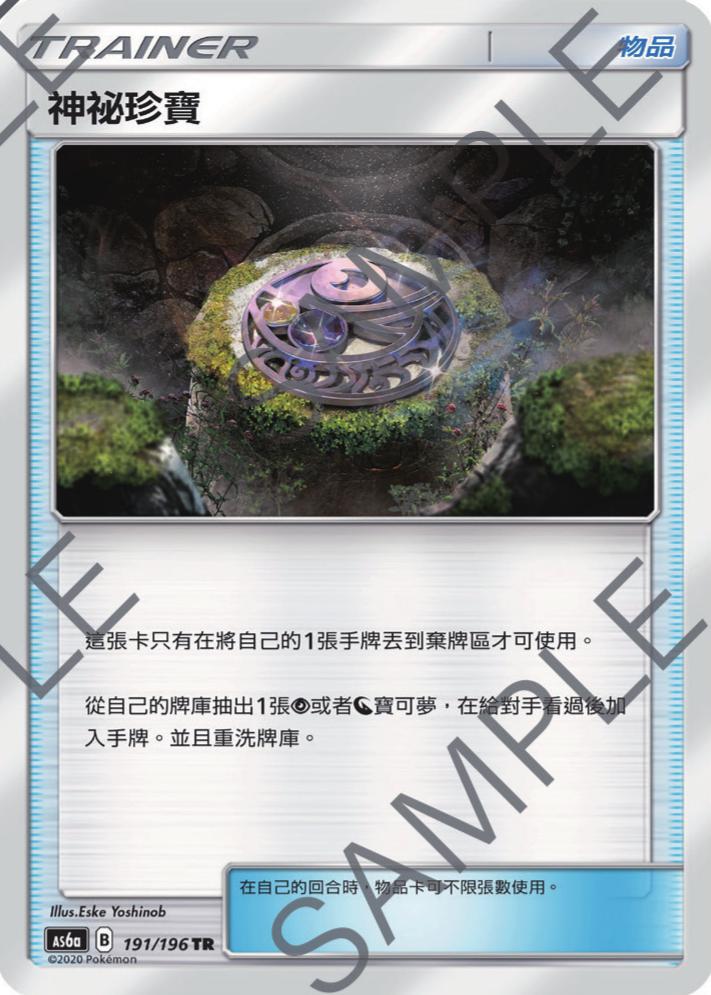 TRAINER
物品
神祕珍寶
這張卡只有在將自己的1張手牌丟到棄牌區才可使用。
從自己的牌庫抽出1張或者寶可夢，在給對手看過後加
入手牌。並且重洗牌庫。
在自己的回合時，物品卡可不限張數使用。
Illus.Eske Yoshinob
AS6a B 191/196 TR
©2020 Pokémon
SAMPLE
SAMPLE